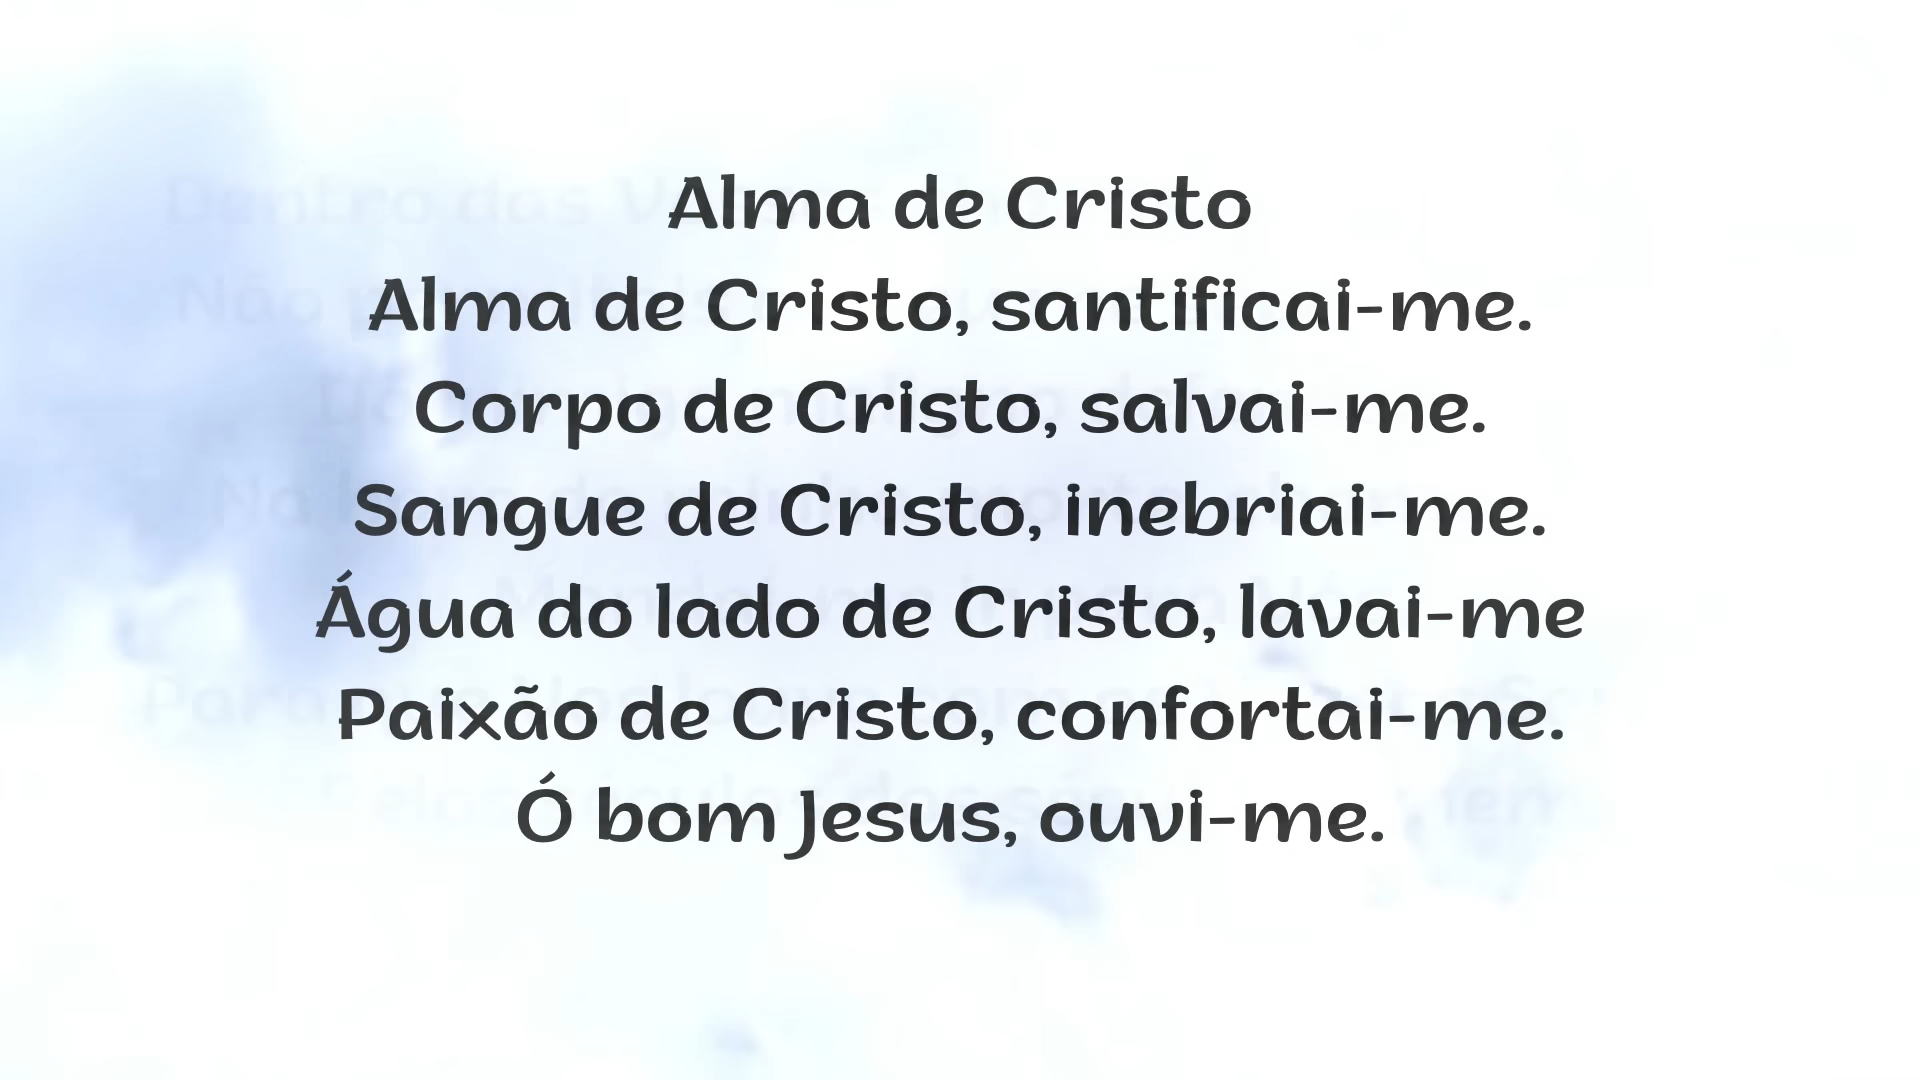 Alma de Cristo
Alma de Cristo, santificai-me.
Corpo de Cristo, salvai-me.
Sangue de Cristo, inebriai-me.
Água do lado de Cristo, lavai-me
Paixão de Cristo, confortai-me.
Ó bom Jesus, ouvi-me.